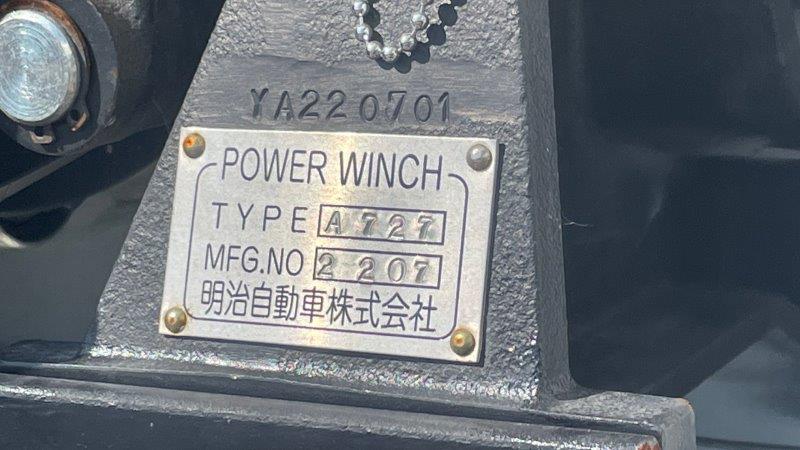 YA220701
POWER WINCH
TYPE A727
MFG.NO 2 207
明治自動車株式会社